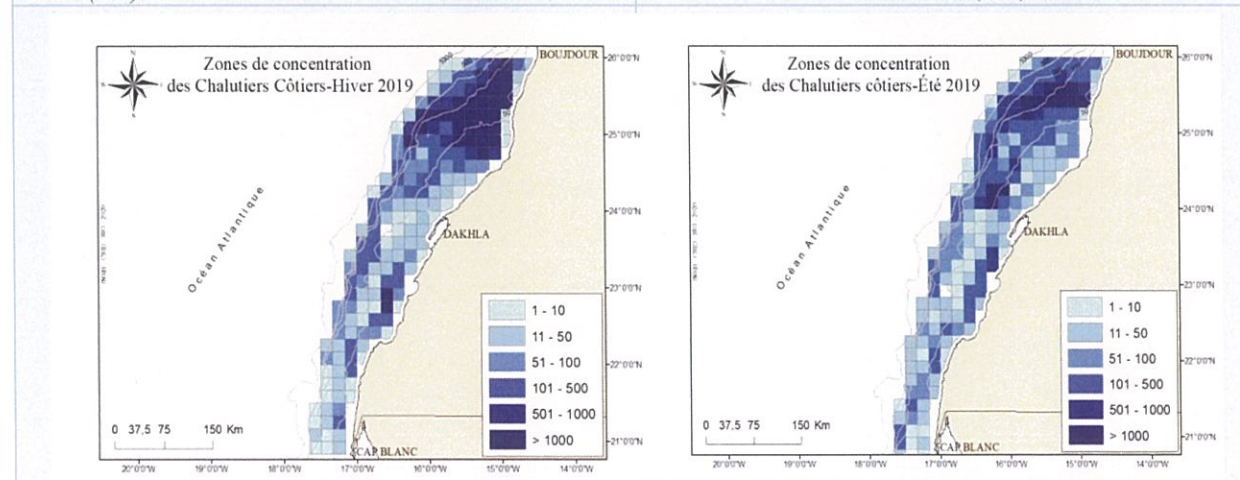 Zones de concentration
des Chalutiers Côtiers-Hiver 2019
BOUJDOUR
26°0'0"N
25°0'0"N
24°0'0"N
23°0'0"N
22°0'0"N
21°0'0"N
Océan Atlantique
DAKHLA
1 - 10
11 - 50
51 - 100
101 - 500
501 - 1000
> 1000
0 37,5 75 150 Km
CAP BLANC
20°0'0"W 19°0'0"W 18°0'0"W 17°0'0"W 16°0'0"W 15°0'0"W 14°0'0"W
Zones de concentration
des Chalutiers côtiers-Été 2019
BOUJDOUR
26°0'0"N
25°0'0"N
24°0'0"N
23°0'0"N
22°0'0"N
21°0'0"N
Océan Atlantique
DAKHLA
1 - 10
11 - 50
51 - 100
101 - 500
501 - 1000
> 1000
0 37,5 75 150 Km
CAP BLANC
20°0'0"W 19°0'0"W 18°0'0"W 17°0'0"W 16°0'0"W 15°0'0"W 14°0'0"W